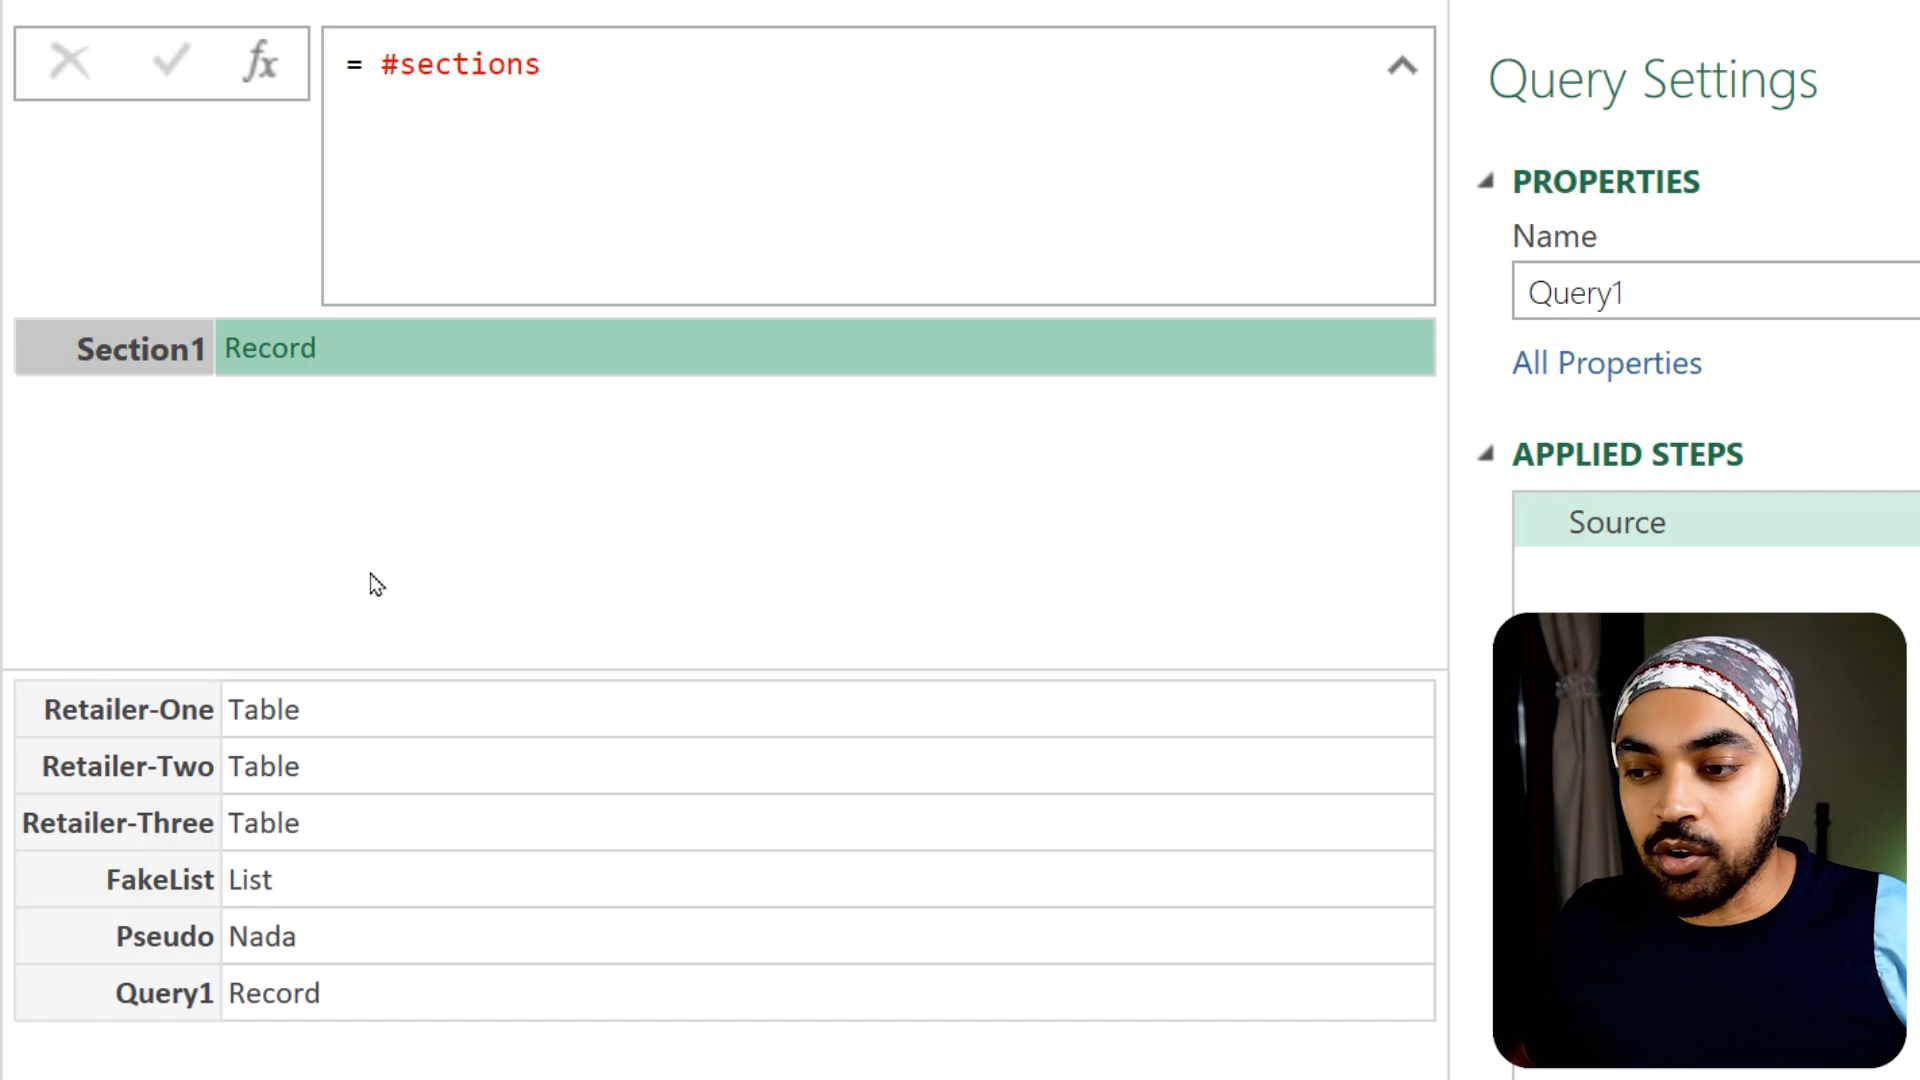 fx
= #sections
Section1 Record
Retailer-One Table
Retailer-Two Table
Retailer-Three Table
FakeList List
Pseudo Nada
Query1 Record
Query Settings
PROPERTIES
Name
Query1
All Properties
APPLIED STEPS
Source